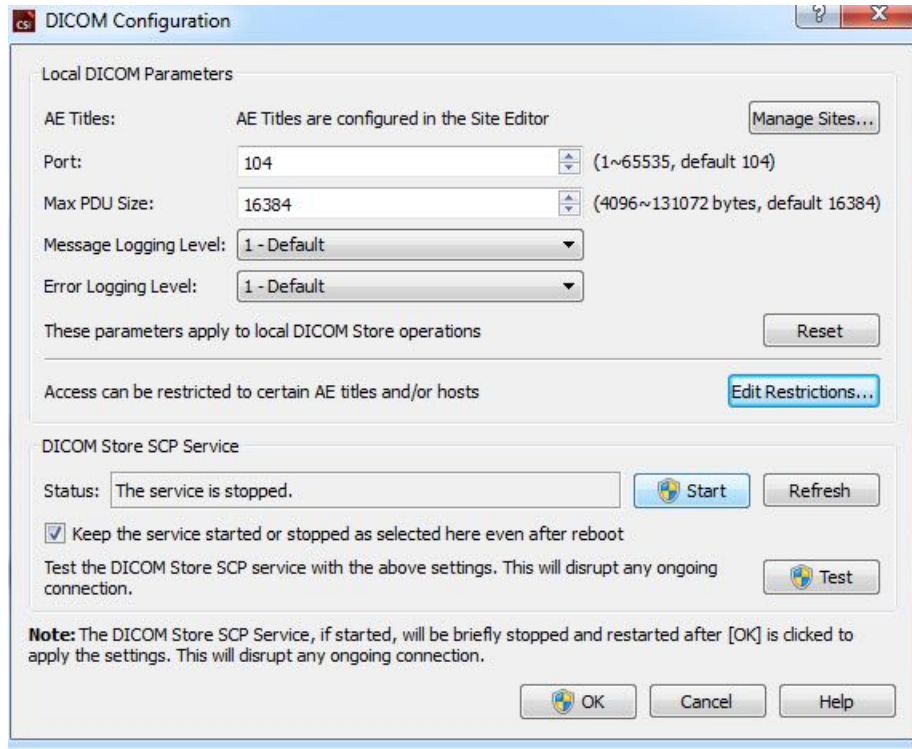 CSI DICOM Configuration ? X
Local DICOM Parameters
AE Titles: AE Titles are configured in the Site Editor Manage Sites...
Port: 104 (1~65535, default 104)
Max PDU Size: 16384 (4096~131072 bytes, default 16384)
Message Logging Level: 1 - Default
Error Logging Level: 1 - Default
These parameters apply to local DICOM Store operations Reset
Access can be restricted to certain AE titles and/or hosts Edit Restrictions...
DICOM Store SCP Service
Status: The service is stopped. Start Refresh
Keep the service started or stopped as selected here even after reboot
Test the DICOM Store SCP service with the above settings. This will disrupt any ongoing
connection. Test
Note: The DICOM Store SCP Service, if started, will be briefly stopped and restarted after [OK] is clicked to
apply the settings. This will disrupt any ongoing connection.
OK Cancel Help